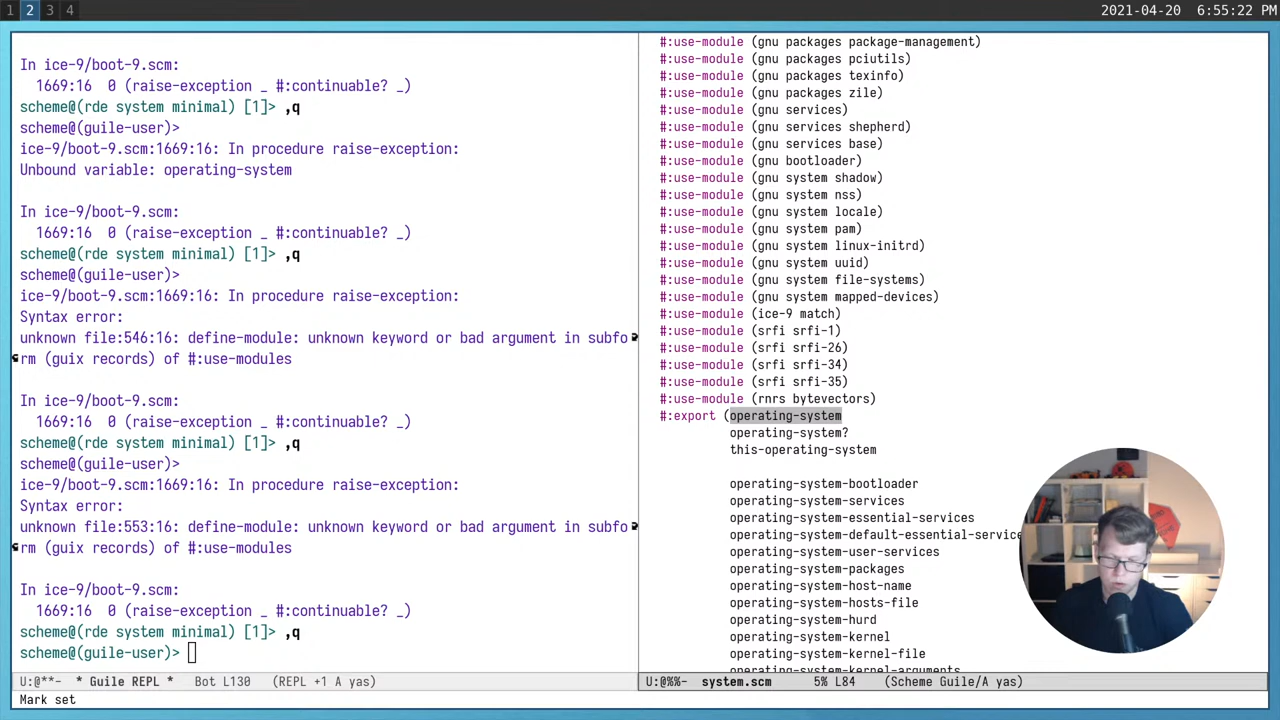 1 2 3 4
2021-04-20 6:55:22 PM
In ice-9/boot-9.scm:
1669:16 0 (raise-exception _ #:continuable? _)
scheme@(rde system minimal) [1]> ,q
scheme@(guile-user)>
ice-9/boot-9.scm:1669:16: In procedure raise-exception:
Unbound variable: operating-system
In ice-9/boot-9.scm:
1669:16 0 (raise-exception _ #:continuable? _)
scheme@(rde system minimal) [1]> ,q
scheme@(guile-user)>
ice-9/boot-9.scm:1669:16: In procedure raise-exception:
Syntax error:
unknown file:546:16: define-module: unknown keyword or bad argument in subfo
rm (guix records) of #:use-modules
In ice-9/boot-9.scm:
1669:16 0 (raise-exception _ #:continuable? _)
scheme@(rde system minimal) [1]> ,q
scheme@(guile-user)>
ice-9/boot-9.scm:1669:16: In procedure raise-exception:
Syntax error:
unknown file:553:16: define-module: unknown keyword or bad argument in subfo
rm (guix records) of #:use-modules
In ice-9/boot-9.scm:
1669:16 0 (raise-exception _ #:continuable? _)
scheme@(rde system minimal) [1]> ,q
scheme@(guile-user)>
U:@**- * Guile REPL * Bot L130 (REPL +1 A yas)
#:use-module (gnu packages package-management)
#:use-module (gnu packages pciutils)
#:use-module (gnu packages texinfo)
#:use-module (gnu packages zile)
#:use-module (gnu services)
#:use-module (gnu services shepherd)
#:use-module (gnu services base)
#:use-module (gnu bootloader)
#:use-module (gnu system shadow)
#:use-module (gnu system nss)
#:use-module (gnu system locale)
#:use-module (gnu system pam)
#:use-module (gnu system linux-initrd)
#:use-module (gnu system uuid)
#:use-module (gnu system file-systems)
#:use-module (gnu system mapped-devices)
#:use-module (ice-9 match)
#:use-module (srfi srfi-1)
#:use-module (srfi srfi-26)
#:use-module (srfi srfi-34)
#:use-module (srfi srfi-35)
#:use-module (rnrs bytevectors)
#:export (operating-system
operating-system?
this-operating-system
operating-system-bootloader
operating-system-services
operating-system-essential-services
operating-system-default-essential-service
operating-system-user-services
operating-system-packages
operating-system-host-name
operating-system-hosts-file
operating-system-hurd
operating-system-kernel
operating-system-kernel-file
operating-system-kernel-arguments
U:@%%- system.scm 5% L84 (Scheme Guile/A yas)
Mark set